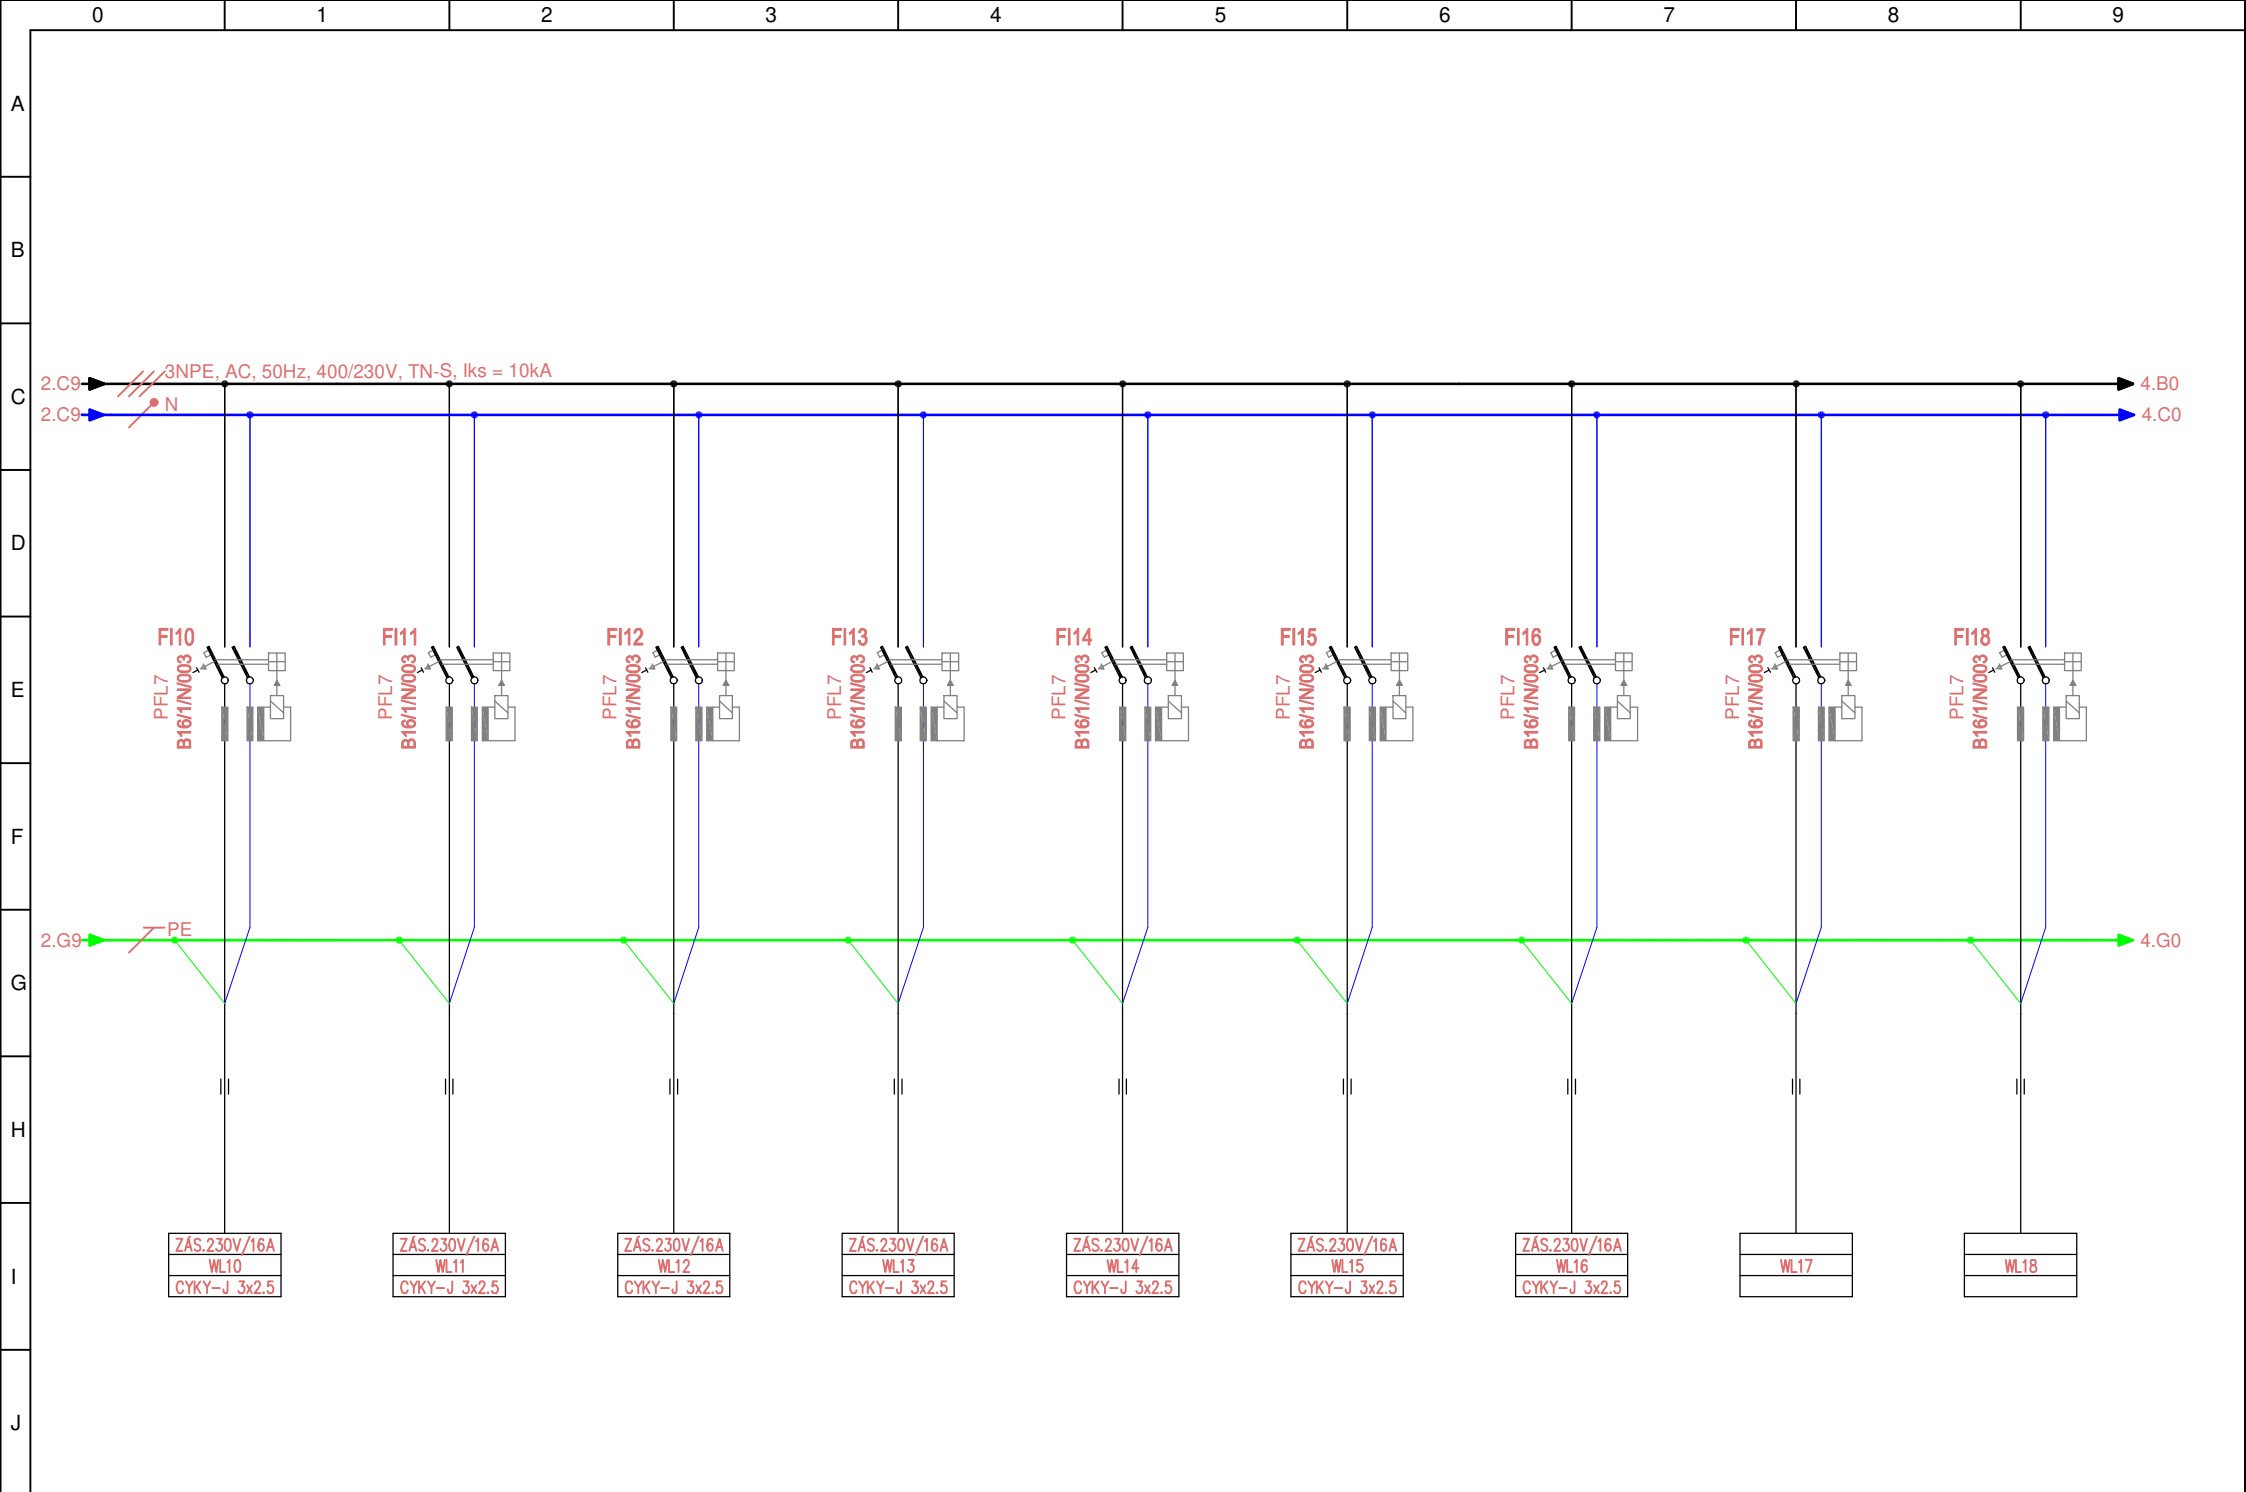 0 1 2 3 4 5 6 7 8 9
A
B
2.C9 3NPE, AC, 50Hz, 400/230V, TN-S, Iks = 10kA 4.B0
C
2.C9 N 4.C0
D
FI10 FI11 FI12 FI13 FI14 FI15 FI16 FI17 FI18
E
PFL7 PFL7 PFL7 PFL7 PFL7 PFL7 PFL7 PFL7 PFL7
B16/1/N/003 B16/1/N/003 B16/1/N/003 B16/1/N/003 B16/1/N/003 B16/1/N/003 B16/1/N/003 B16/1/N/003 B16/1/N/003
F
2.G9 PE 4.G0
G
H
ZÁS.230V/16A ZÁS.230V/16A ZÁS.230V/16A ZÁS.230V/16A ZÁS.230V/16A ZÁS.230V/16A ZÁS.230V/16A
I
WL10 WL11 WL12 WL13 WL14 WL15 WL16 WL17 WL18
CYKY-J 3x2.5 CYKY-J 3x2.5 CYKY-J 3x2.5 CYKY-J 3x2.5 CYKY-J 3x2.5 CYKY-J 3x2.5 CYKY-J 3x2.5
J